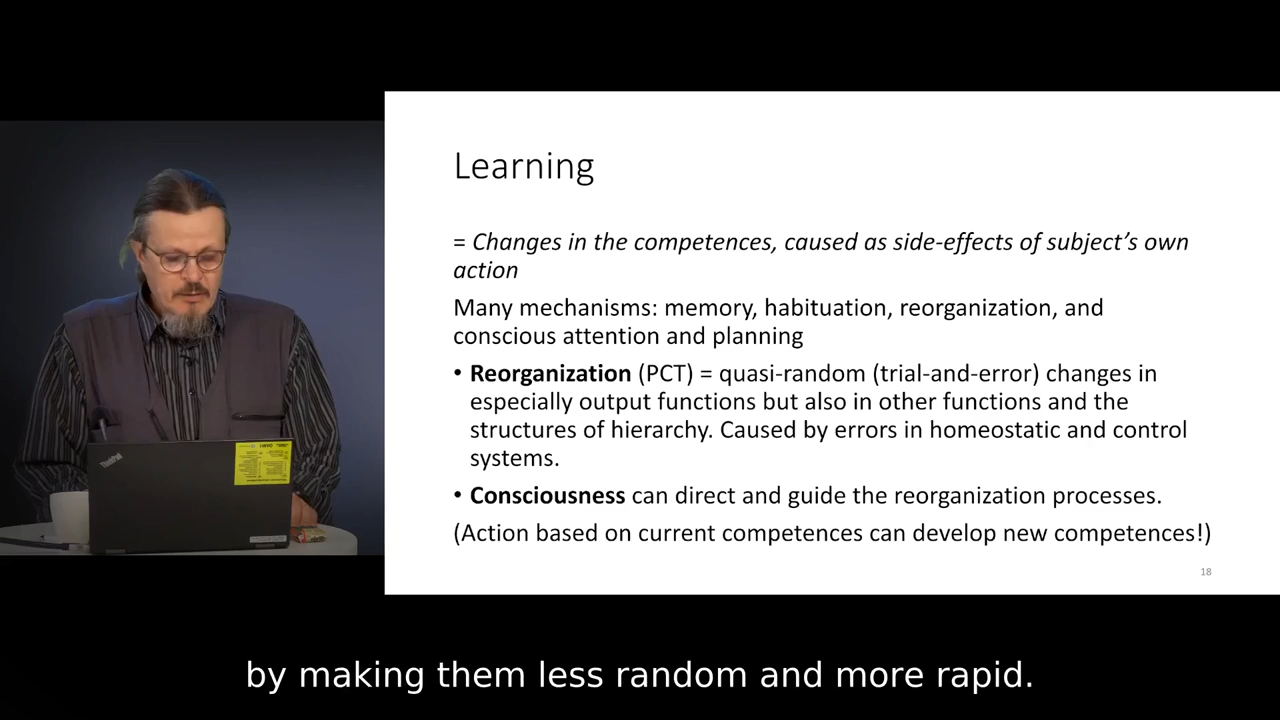 Learning
= Changes in the competences, caused as side-effects of subject’s own
action
Many mechanisms: memory, habituation, reorganization, and
conscious attention and planning
• Reorganization (PCT) = quasi-random (trial-and-error) changes in
especially output functions but also in other functions and the
structures of hierarchy. Caused by errors in homeostatic and control
systems.
• Consciousness can direct and guide the reorganization processes.
(Action based on current competences can develop new competences!)
18
ThinkPad
by making them less random and more rapid.